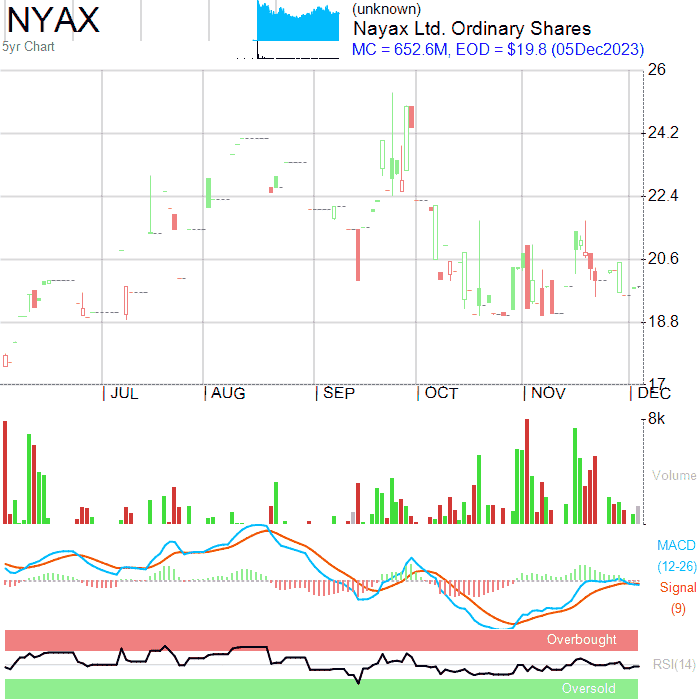 NYAX
(unknown)
Nayax Ltd. Ordinary Shares
5yr Chart
MC = 652.6M, EOD = $19.8 (05Dec2023)
26
24.2
22.4
20.6
18.8
17
JUL AUG SEP OCT NOV DEC
8k
Volume
MACD
(12-26)
Signal
(9)
Overbought
RSI(14)
Oversold